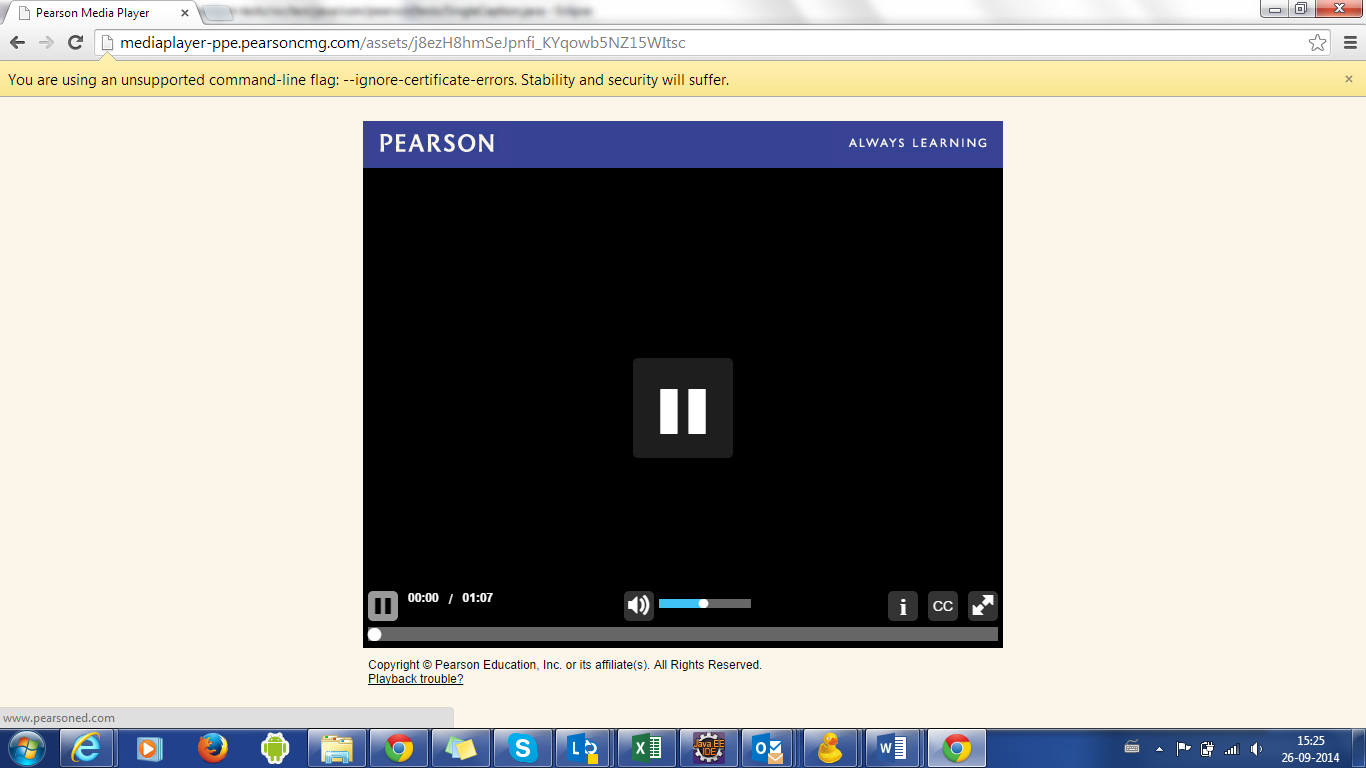 Pearson Media Player
mediaplayer-ppe.pearsoncmg.com/assets/j8ezH8hmSeJpnfi_KYqowb5NZ15WItsc
You are using an unsupported command-line flag: --ignore-certificate-errors. Stability and security will suffer.
PEARSON ALWAYS LEARNING
00:00 / 01:07
i CC
Copyright © Pearson Education, Inc. or its affiliate(s). All Rights Reserved.
Playback trouble?
www.pearsoned.com
Java EE
IDE
15:25
26-09-2014